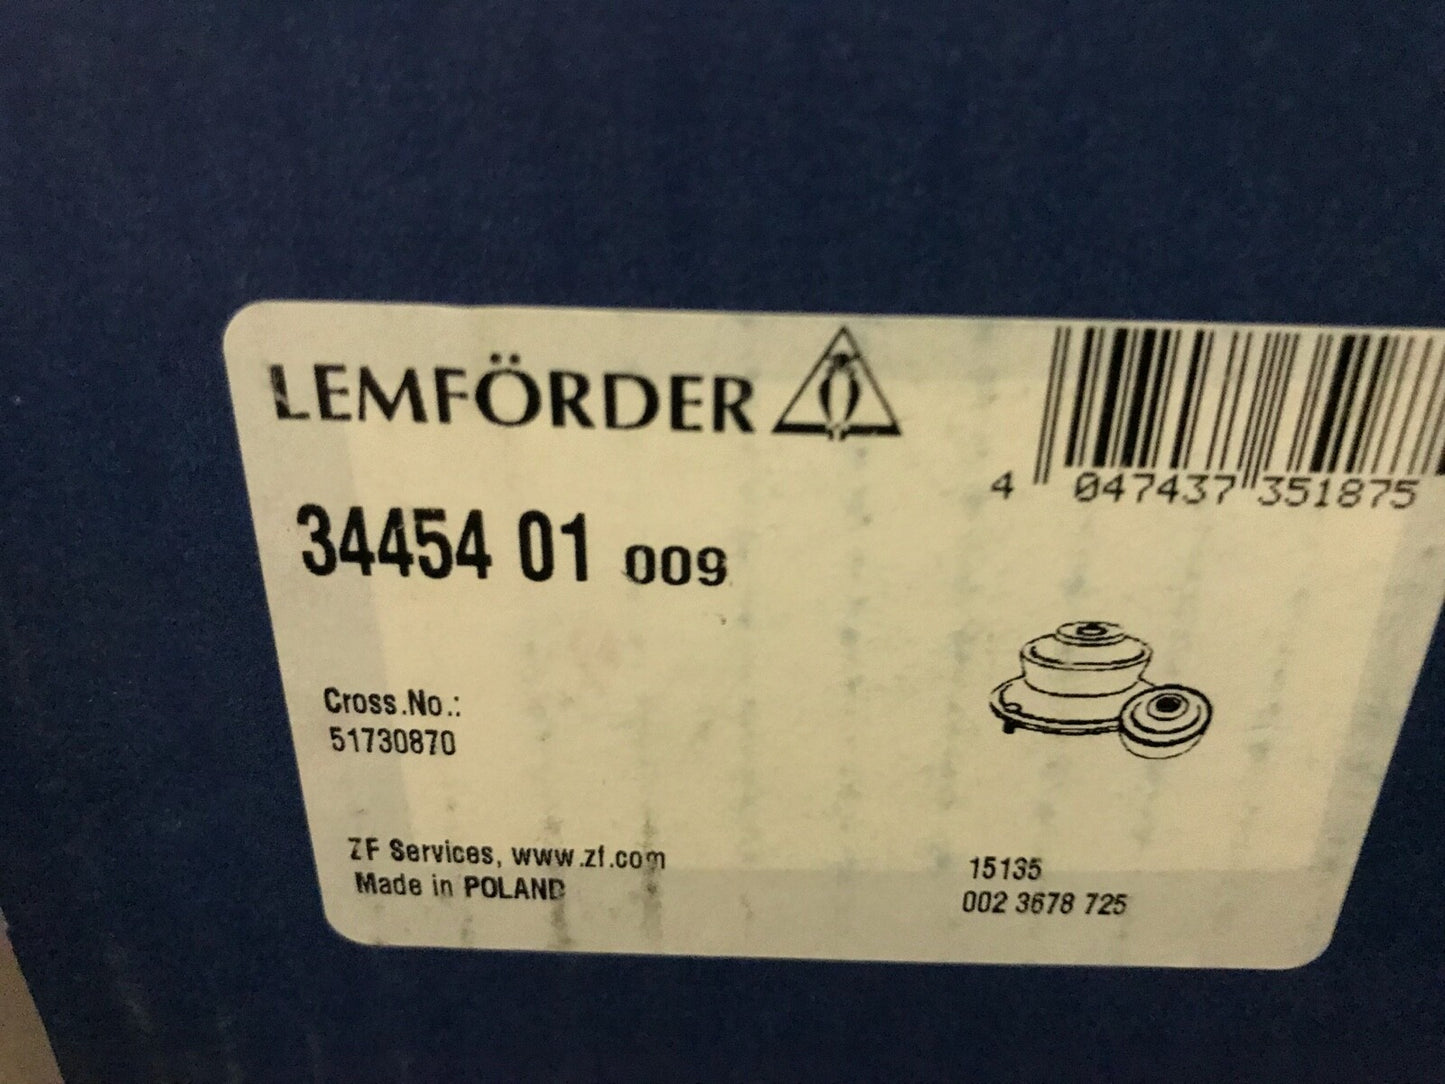 LEMFÖRDER
4 047437 351875
34454 01 009
Cross.No.:
51730870
ZF Services, www.zf.com
Made in POLAND
15135
002 3678 725